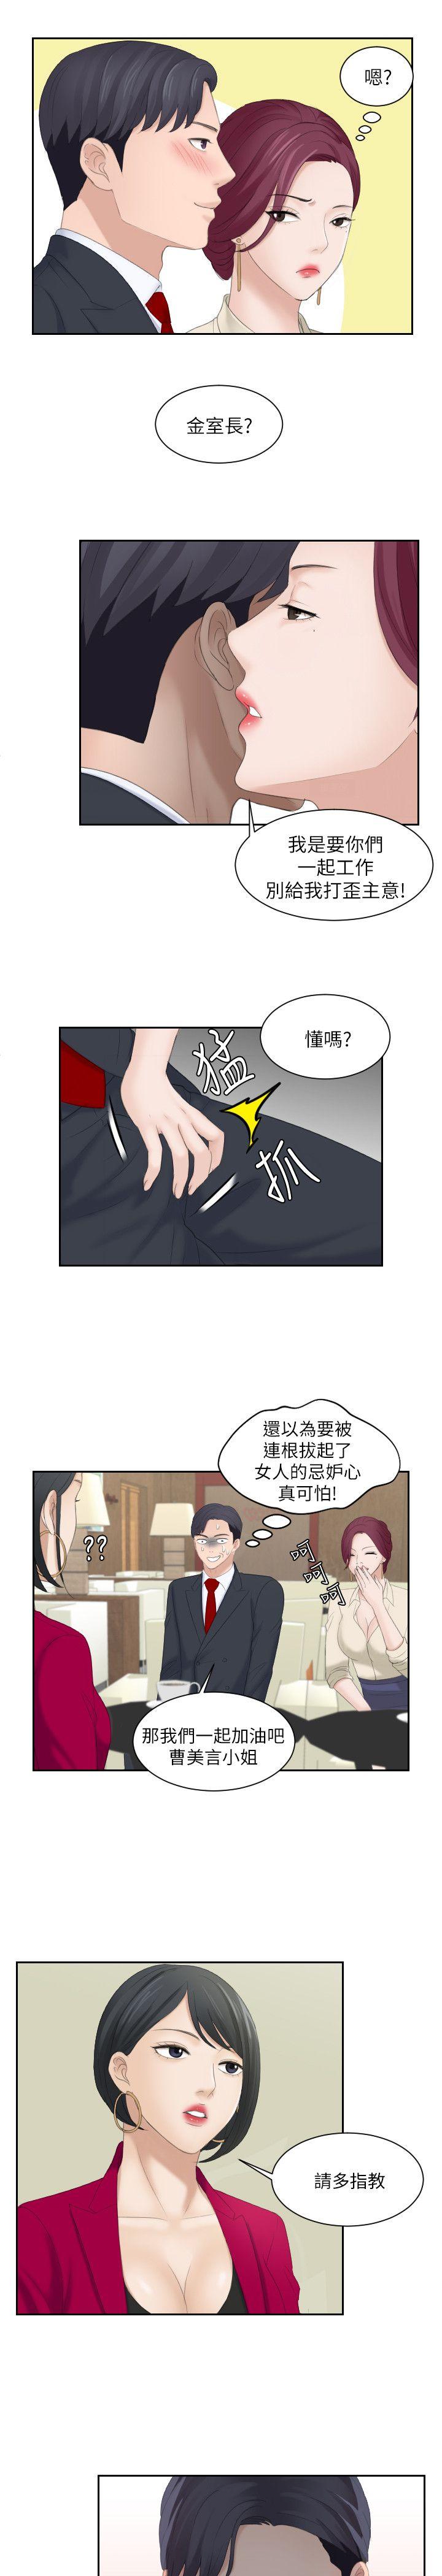 嗯?
金室長?
我是要你們
一起工作
別給我打歪主意!
懂嗎?
猛
抓
還以為要被
連根拔起了
女人的忌妒心
真可怕!
??
呵呵呵
那我們一起加油吧
曹美言小姐
請多指教